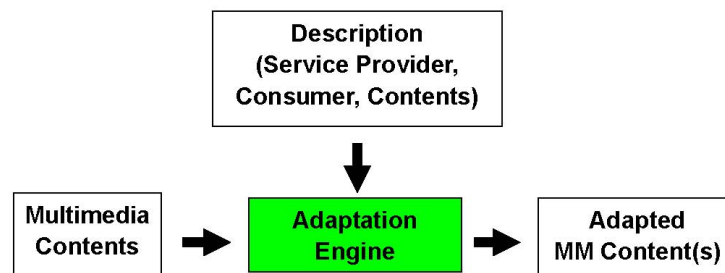 Description
(Service Provider,
Consumer, Contents)
Multimedia
Contents
Adaptation
Engine
Adapted
MM Content(s)